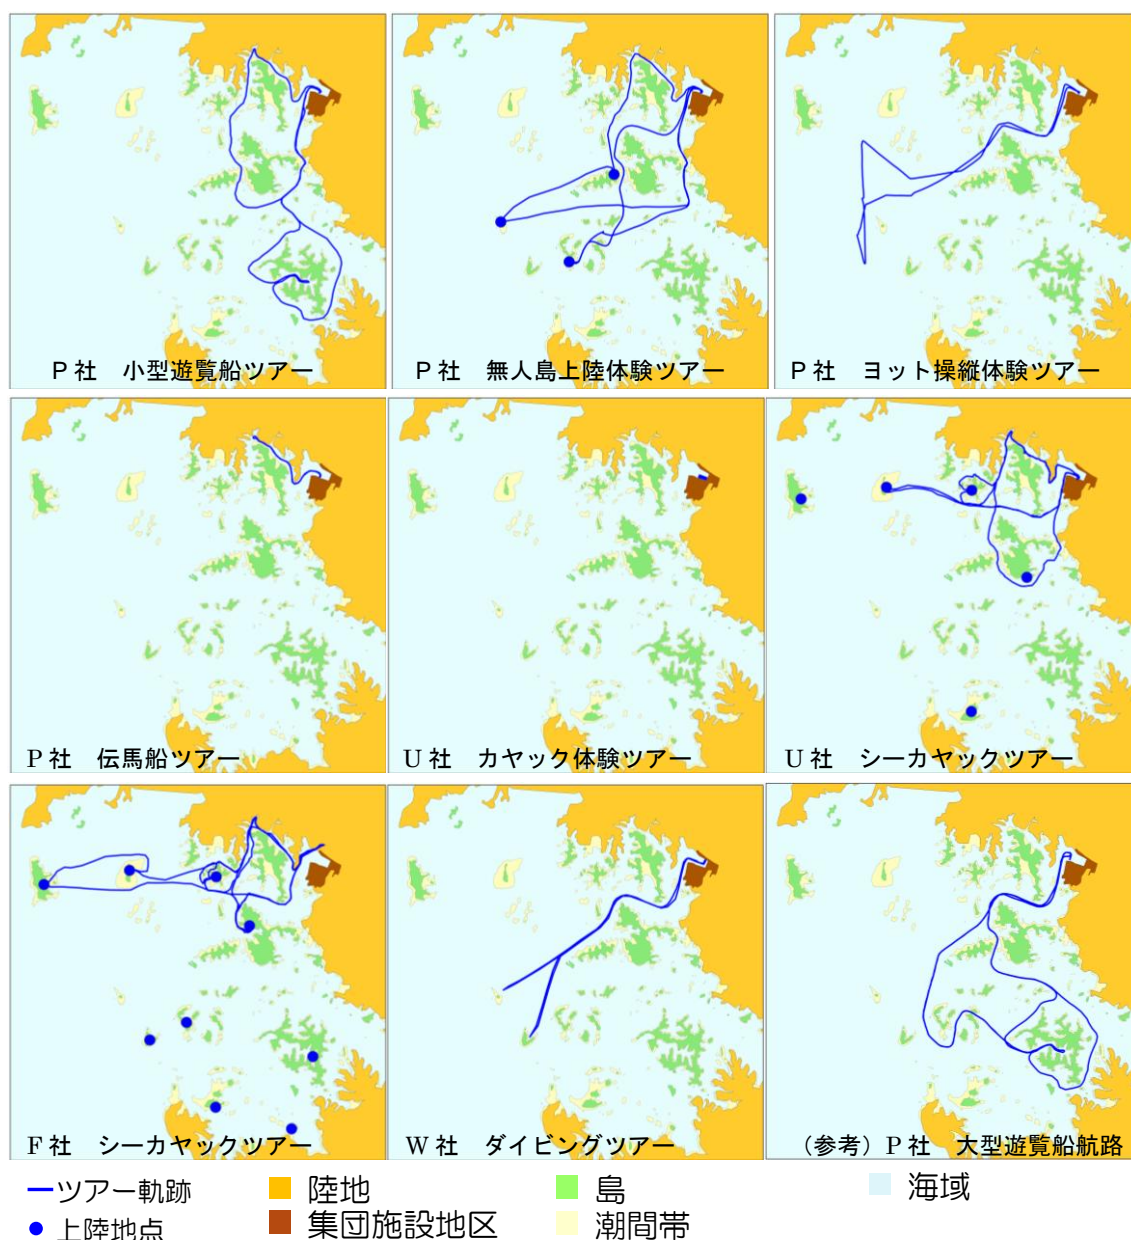 P 社 小型遊覧船ツアー
P 社 無人島上陸体験ツアー
P 社 ヨット操縦体験ツアー
P 社 伝馬船ツアー
U 社 カヤック体験ツアー
U 社 シーカヤックツアー
F 社 シーカヤックツアー
W 社 ダイビングツアー
（参考）P 社 大型遊覧船航路
ツアー軌跡
陸地
島
海域
上陸地点
集団施設地区
潮間帯